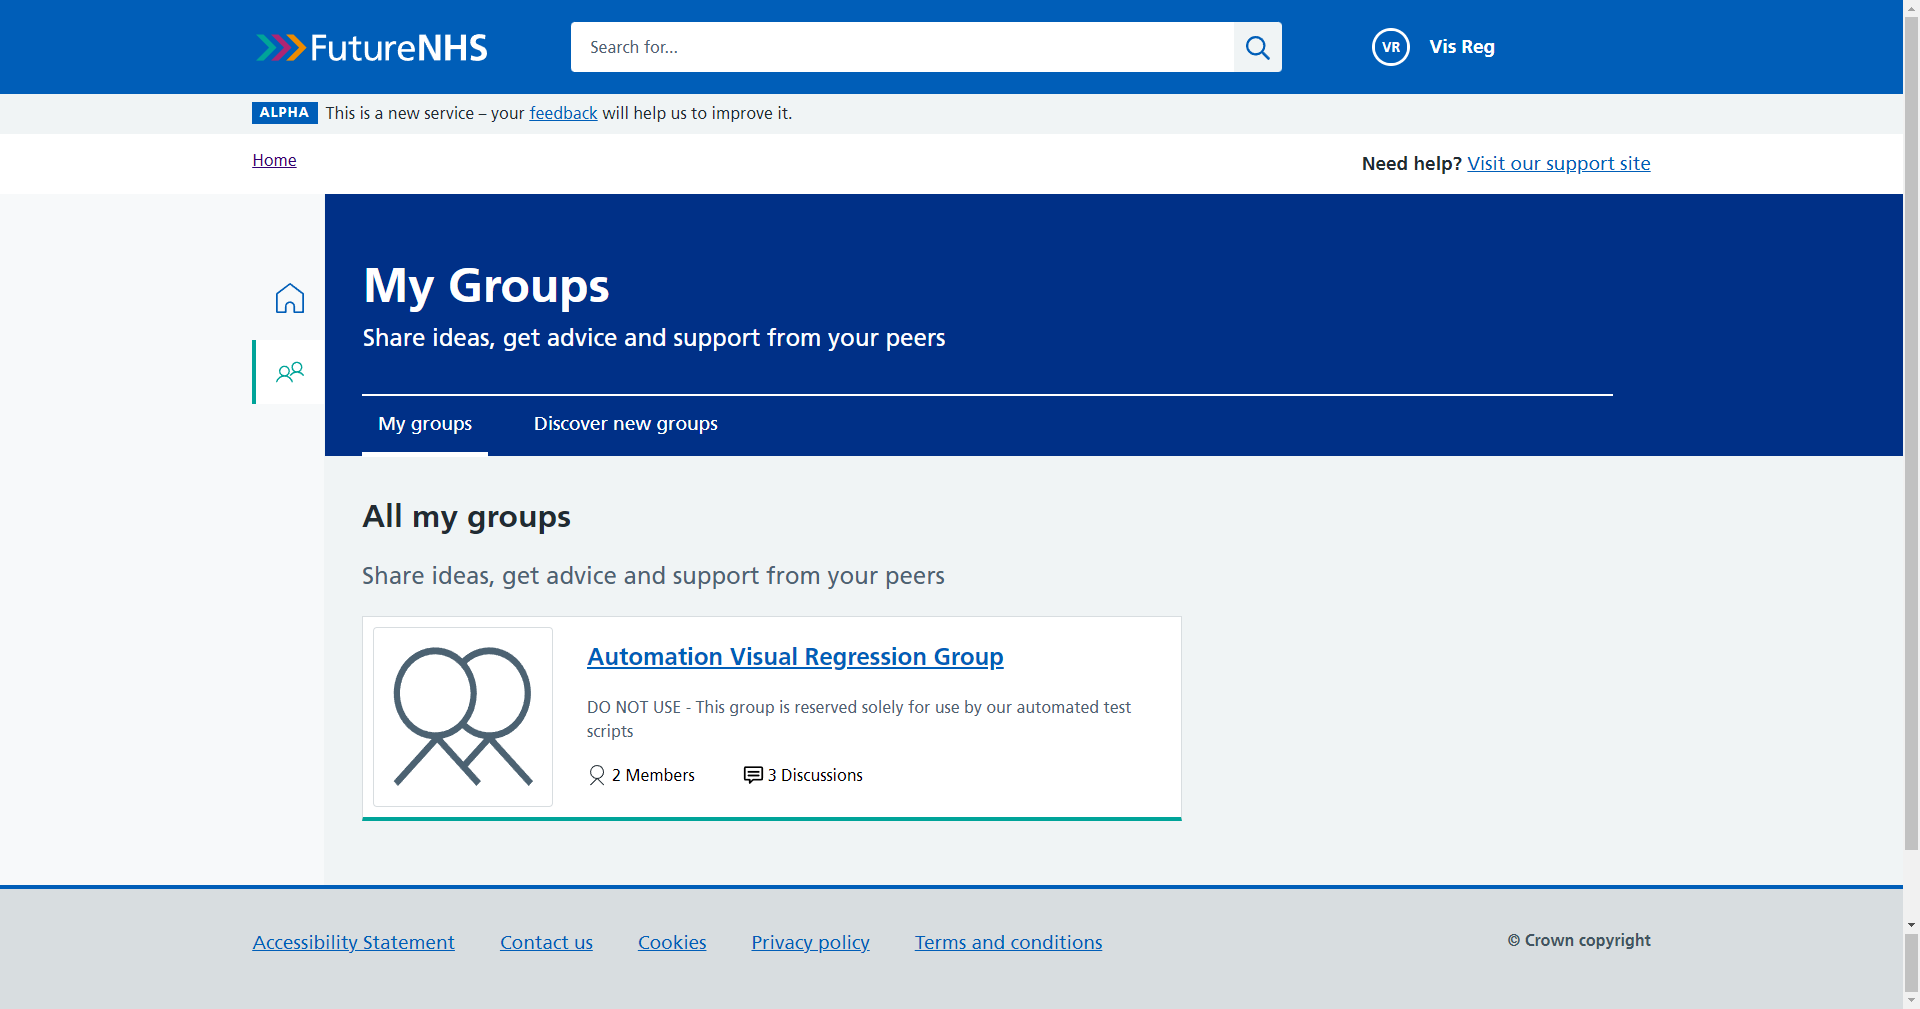 FutureNHS
Search for...
VR
Vis Reg
ALPHA This is a new service – your feedback will help us to improve it.
Home
Need help? Visit our support site
My Groups
Share ideas, get advice and support from your peers
My groups
Discover new groups
All my groups
Share ideas, get advice and support from your peers
Automation Visual Regression Group
DO NOT USE - This group is reserved solely for use by our automated test
scripts
2 Members
3 Discussions
Accessibility Statement
Contact us
Cookies
Privacy policy
Terms and conditions
© Crown copyright